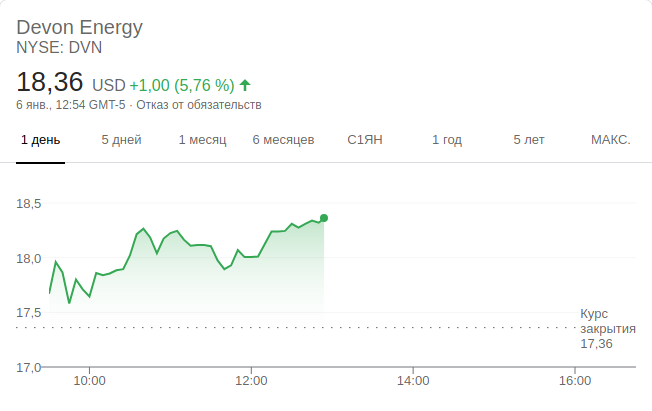 Devon Energy
NYSE: DVN
18,36 USD +1,00 (5,76 %)
6 янв., 12:54 GMT-5 · Отказ от обязательств
1 день 5 дней 1 месяц 6 месяцев С1ЯН 1 год 5 лет МАКС.
18,5
18,0
17,5
Курс
закрытия
17,36
17,0
10:00 12:00 14:00 16:00